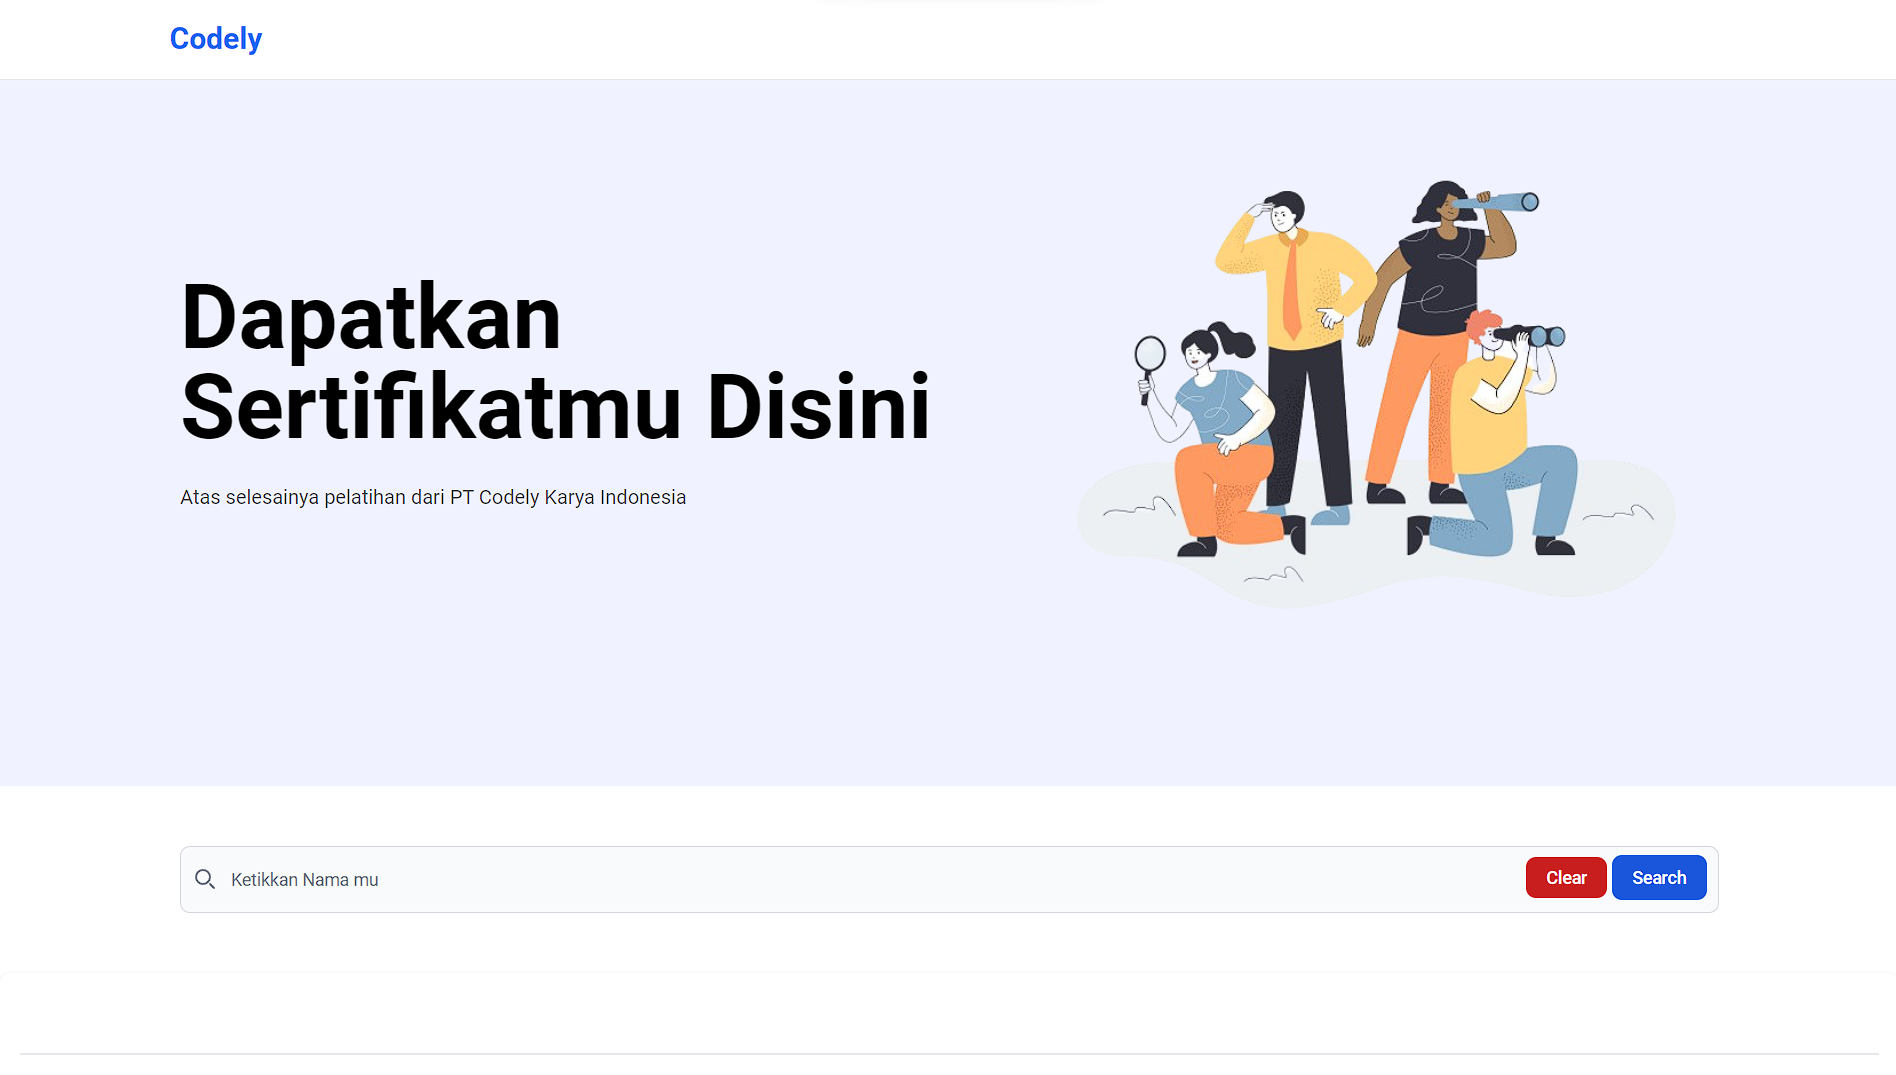 Codely
Dapatkan
Sertifikatmu Disini
Atas selesainya pelatihan dari PT Codely Karya Indonesia
Ketikkan Nama mu
Clear
Search